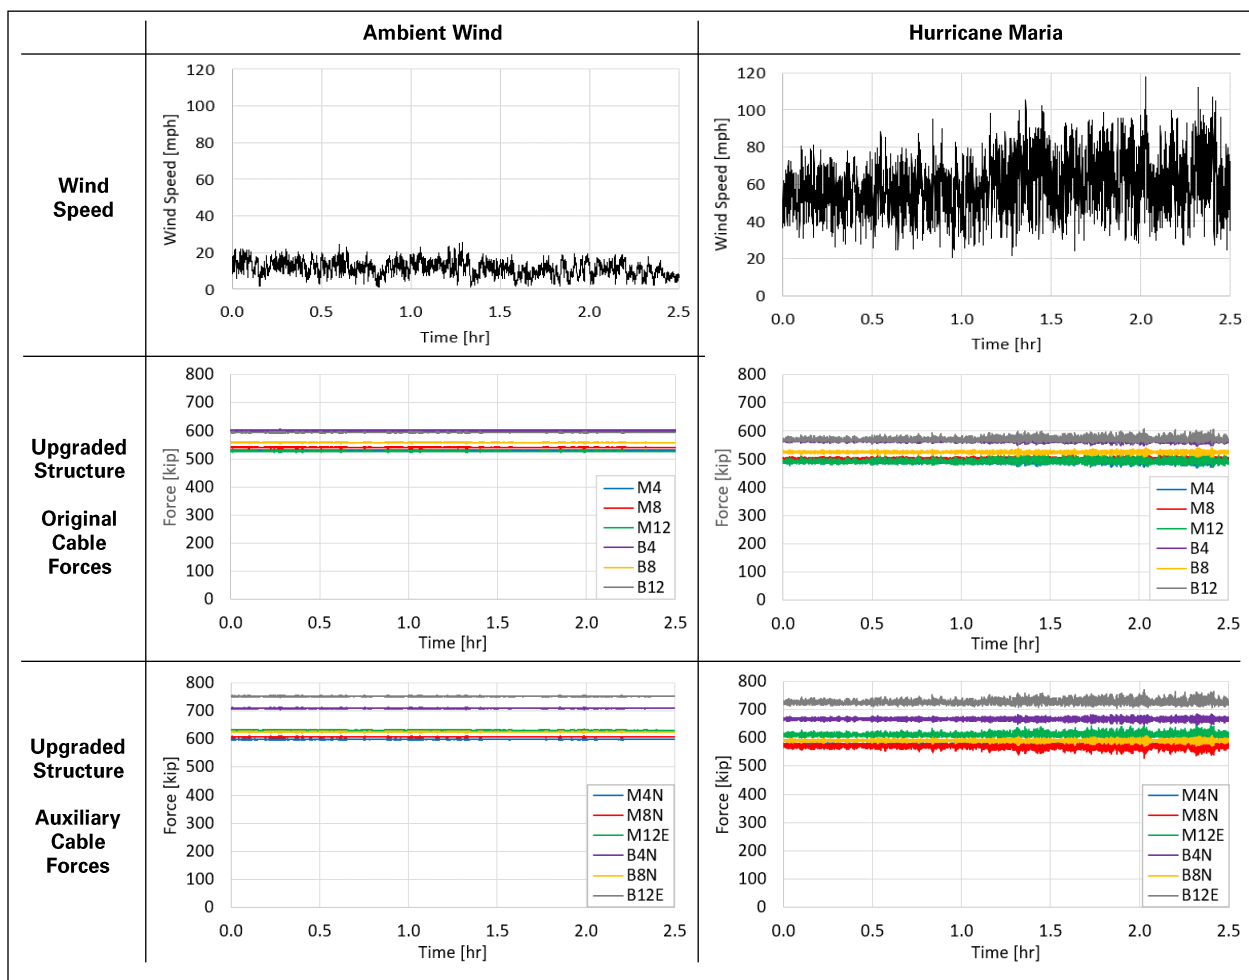 Ambient Wind
Hurricane Maria
Wind
Speed
Wind Speed [mph]
120
100
80
60
40
20
0
0.0 0.5 1.0 1.5 2.0 2.5
Time [hr]
Wind Speed [mph]
120
100
80
60
40
20
0
0.0 0.5 1.0 1.5 2.0 2.5
Time [hr]
Upgraded
Structure
Original
Cable
Forces
Force [kip]
800
700
600
500
400
300
200
100
0
M4
M8
M12
B4
B8
B12
0.0 0.5 1.0 1.5 2.0 2.5
Time [hr]
Force [kip]
800
700
600
500
400
300
200
100
0
M4
M8
M12
B4
B8
B12
0.0 0.5 1.0 1.5 2.0 2.5
Time [hr]
Upgraded
Structure
Auxiliary
Cable
Forces
Force [kip]
800
700
600
500
400
300
200
100
0
M4N
M8N
M12E
B4N
B8N
B12E
0.0 0.5 1.0 1.5 2.0 2.5
Time [hr]
Force [kip]
800
700
600
500
400
300
200
100
0
M4N
M8N
M12E
B4N
B8N
B12E
0.0 0.5 1.0 1.5 2.0 2.5
Time [hr]